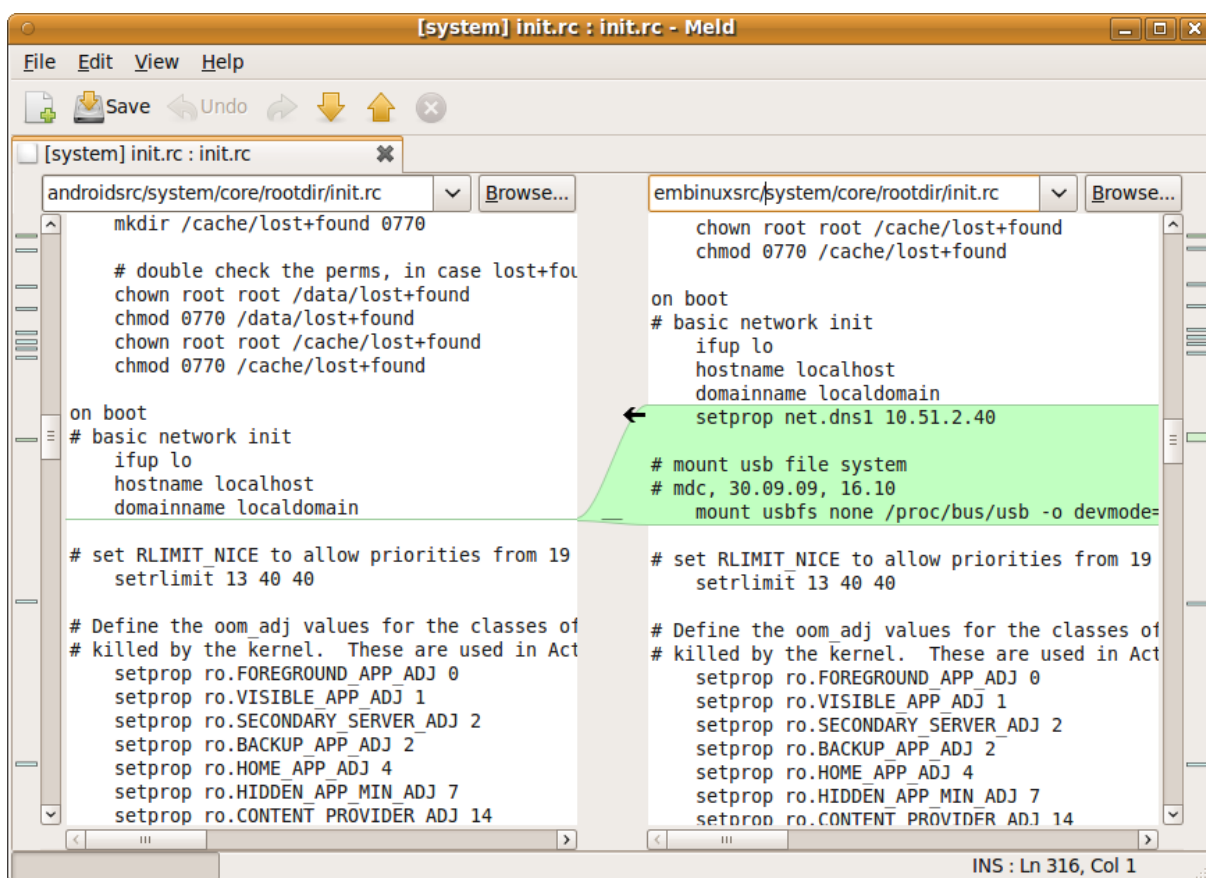 [system] init.rc : init.rc - Meld
File Edit View Help
Save Undo
[system] init.rc : init.rc
androidsrc/system/core/rootdir/init.rc Browse...
mkdir /cache/lost+found 0770
# double check the perms, in case lost+fou
chown root root /data/lost+found
chmod 0770 /data/lost+found
chown root root /cache/lost+found
chmod 0770 /cache/lost+found
on boot
# basic network init
ifup lo
hostname localhost
domainname localdomain
# set RLIMIT_NICE to allow priorities from 19
setrlimit 13 40 40
# Define the oom_adj values for the classes of
# killed by the kernel.  These are used in Act
setprop ro.FOREGROUND_APP_ADJ 0
setprop ro.VISIBLE_APP_ADJ 1
setprop ro.SECONDARY_SERVER_ADJ 2
setprop ro.BACKUP_APP_ADJ 2
setprop ro.HOME_APP_ADJ 4
setprop ro.HIDDEN_APP_MIN_ADJ 7
setprop ro.CONTENT_PROVIDER_ADJ 14
embinuxsrc/system/core/rootdir/init.rc Browse...
chown root root /cache/lost+found
chmod 0770 /cache/lost+found
on boot
# basic network init
ifup lo
hostname localhost
domainname localdomain
setprop net.dns1 10.51.2.40
# mount usb file system
# mdc, 30.09.09, 16.10
mount usbfs none /proc/bus/usb -o devmode=
# set RLIMIT_NICE to allow priorities from 19
setrlimit 13 40 40
# Define the oom_adj values for the classes of
# killed by the kernel.  These are used in Act
setprop ro.FOREGROUND_APP_ADJ 0
setprop ro.VISIBLE_APP_ADJ 1
setprop ro.SECONDARY_SERVER_ADJ 2
setprop ro.BACKUP_APP_ADJ 2
setprop ro.HOME_APP_ADJ 4
setprop ro.HIDDEN_APP_MIN_ADJ 7
setprop ro.CONTENT_PROVIDER_ADJ 14
INS : Ln 316, Col 1